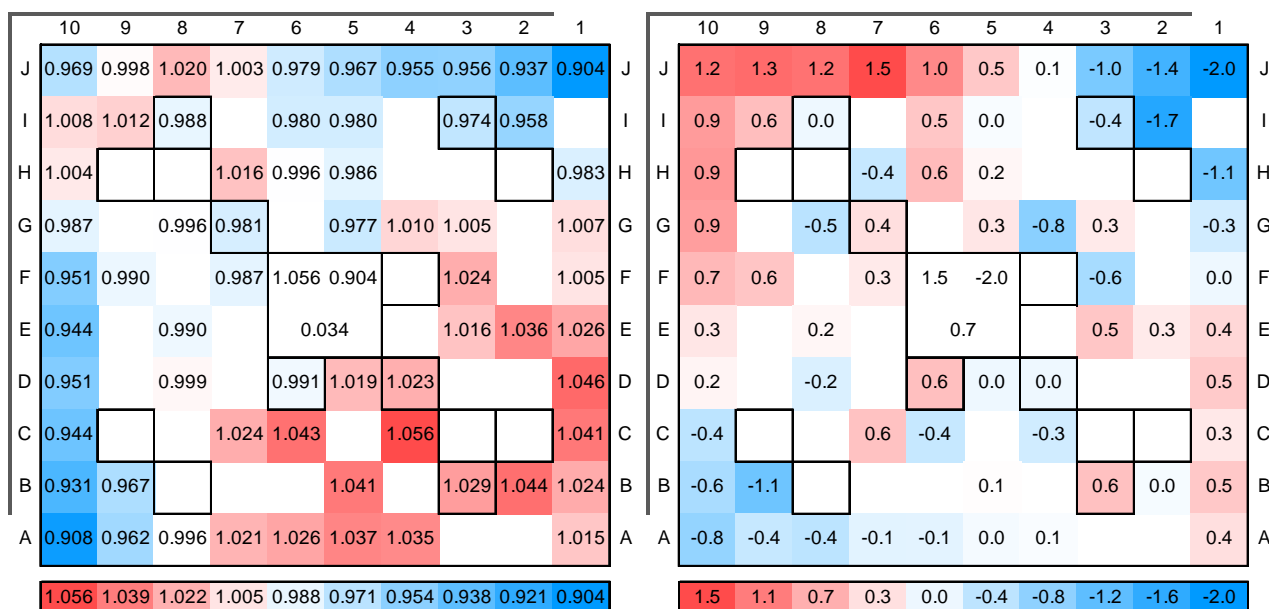 10 9 8 7 6 5 4 3 2 1
J 0.969 0.998 1.020 1.003 0.979 0.967 0.955 0.956 0.937 0.904 J
I 1.008 1.012 0.988 0.980 0.980 0.974 0.958 I
H 1.004 1.016 0.996 0.986 0.983 H
G 0.987 0.996 0.981 0.977 1.010 1.005 1.007 G
F 0.951 0.990 0.987 1.056 0.904 1.024 1.005 F
E 0.944 0.990 0.034 1.016 1.036 1.026 E
D 0.951 0.999 0.991 1.019 1.023 1.046 D
C 0.944 1.024 1.043 1.056 1.041 C
B 0.931 0.967 1.041 1.029 1.044 1.024 B
A 0.908 0.962 0.996 1.021 1.026 1.037 1.035 1.015 A
1.056 1.039 1.022 1.005 0.988 0.971 0.954 0.938 0.921 0.904
10 9 8 7 6 5 4 3 2 1
1.2 1.3 1.2 1.5 1.0 0.5 0.1 -1.0 -1.4 -2.0 J
0.9 0.6 0.0 0.5 0.0 -0.4 -1.7 I
0.9 -0.4 0.6 0.2 -1.1 H
0.9 -0.5 0.4 0.3 -0.8 0.3 -0.3 G
0.7 0.6 0.3 1.5 -2.0 -0.6 0.0 F
0.3 0.2 0.7 0.5 0.3 0.4 E
0.2 -0.2 0.6 0.0 0.0 0.5 D
-0.4 0.6 -0.4 -0.3 0.3 C
-0.6 -1.1 0.1 0.6 0.0 0.5 B
-0.8 -0.4 -0.4 -0.1 -0.1 0.0 0.1 0.4 A
1.5 1.1 0.7 0.3 0.0 -0.4 -0.8 -1.2 -1.6 -2.0